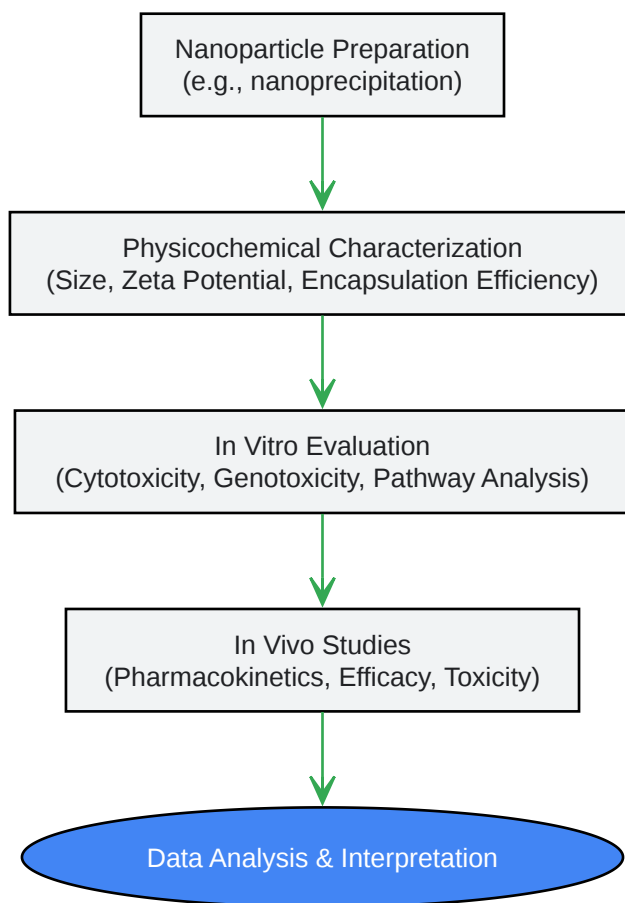 Nanoparticle Preparation
(e.g., nanoprecipitation)
Physicochemical Characterization
(Size, Zeta Potential, Encapsulation Efficiency)
In Vitro Evaluation
(Cytotoxicity, Genotoxicity, Pathway Analysis)
In Vivo Studies
(Pharmacokinetics, Efficacy, Toxicity)
Data Analysis & Interpretation